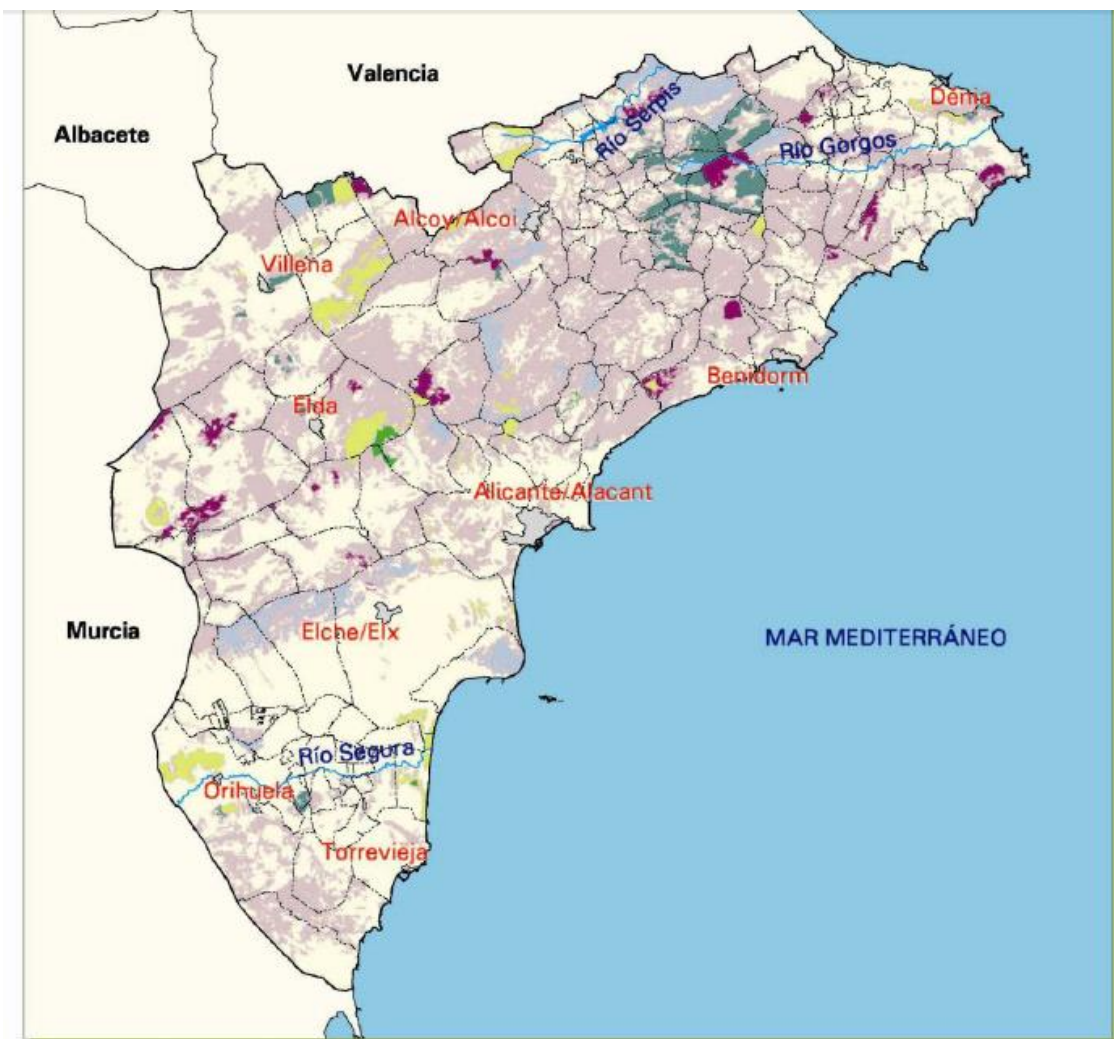 Valencia
Albacete
Río Serpis
Dénia
Río Gorgos
Alcoy/Alcoi
Villena
Benidorm
Elda
Alicante/Alacant
Murcia
Elche/Elx
MAR MEDITERRÁNEO
Río Segura
Orihuela
Torrevieja